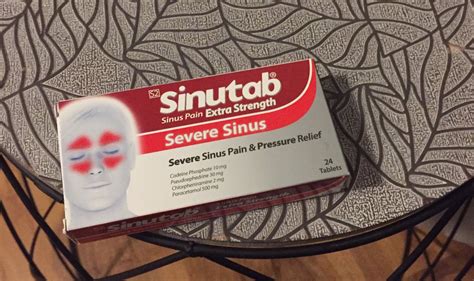 Sinutab®
Sinus Pain Extra Strength
Severe Sinus
Severe Sinus Pain & Pressure Relief
Codeine Phosphate 10 mg
Pseudoephedrine 30 mg
Chlorpheniramine 2 mg
Paracetamol 500 mg
24
Tablets
sinutab